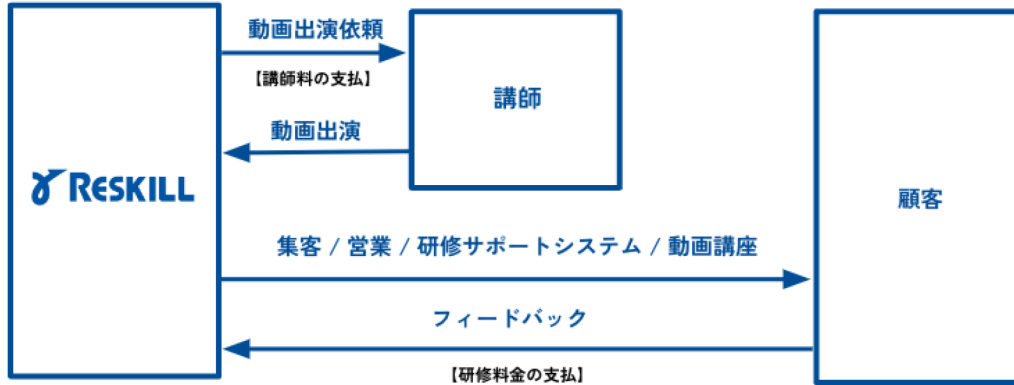 動画出演依頼
【講師料の支払】
講師
動画出演
RESKILL
顧客
集客 / 営業 / 研修サポートシステム / 動画講座
フィードバック
【研修料金の支払】